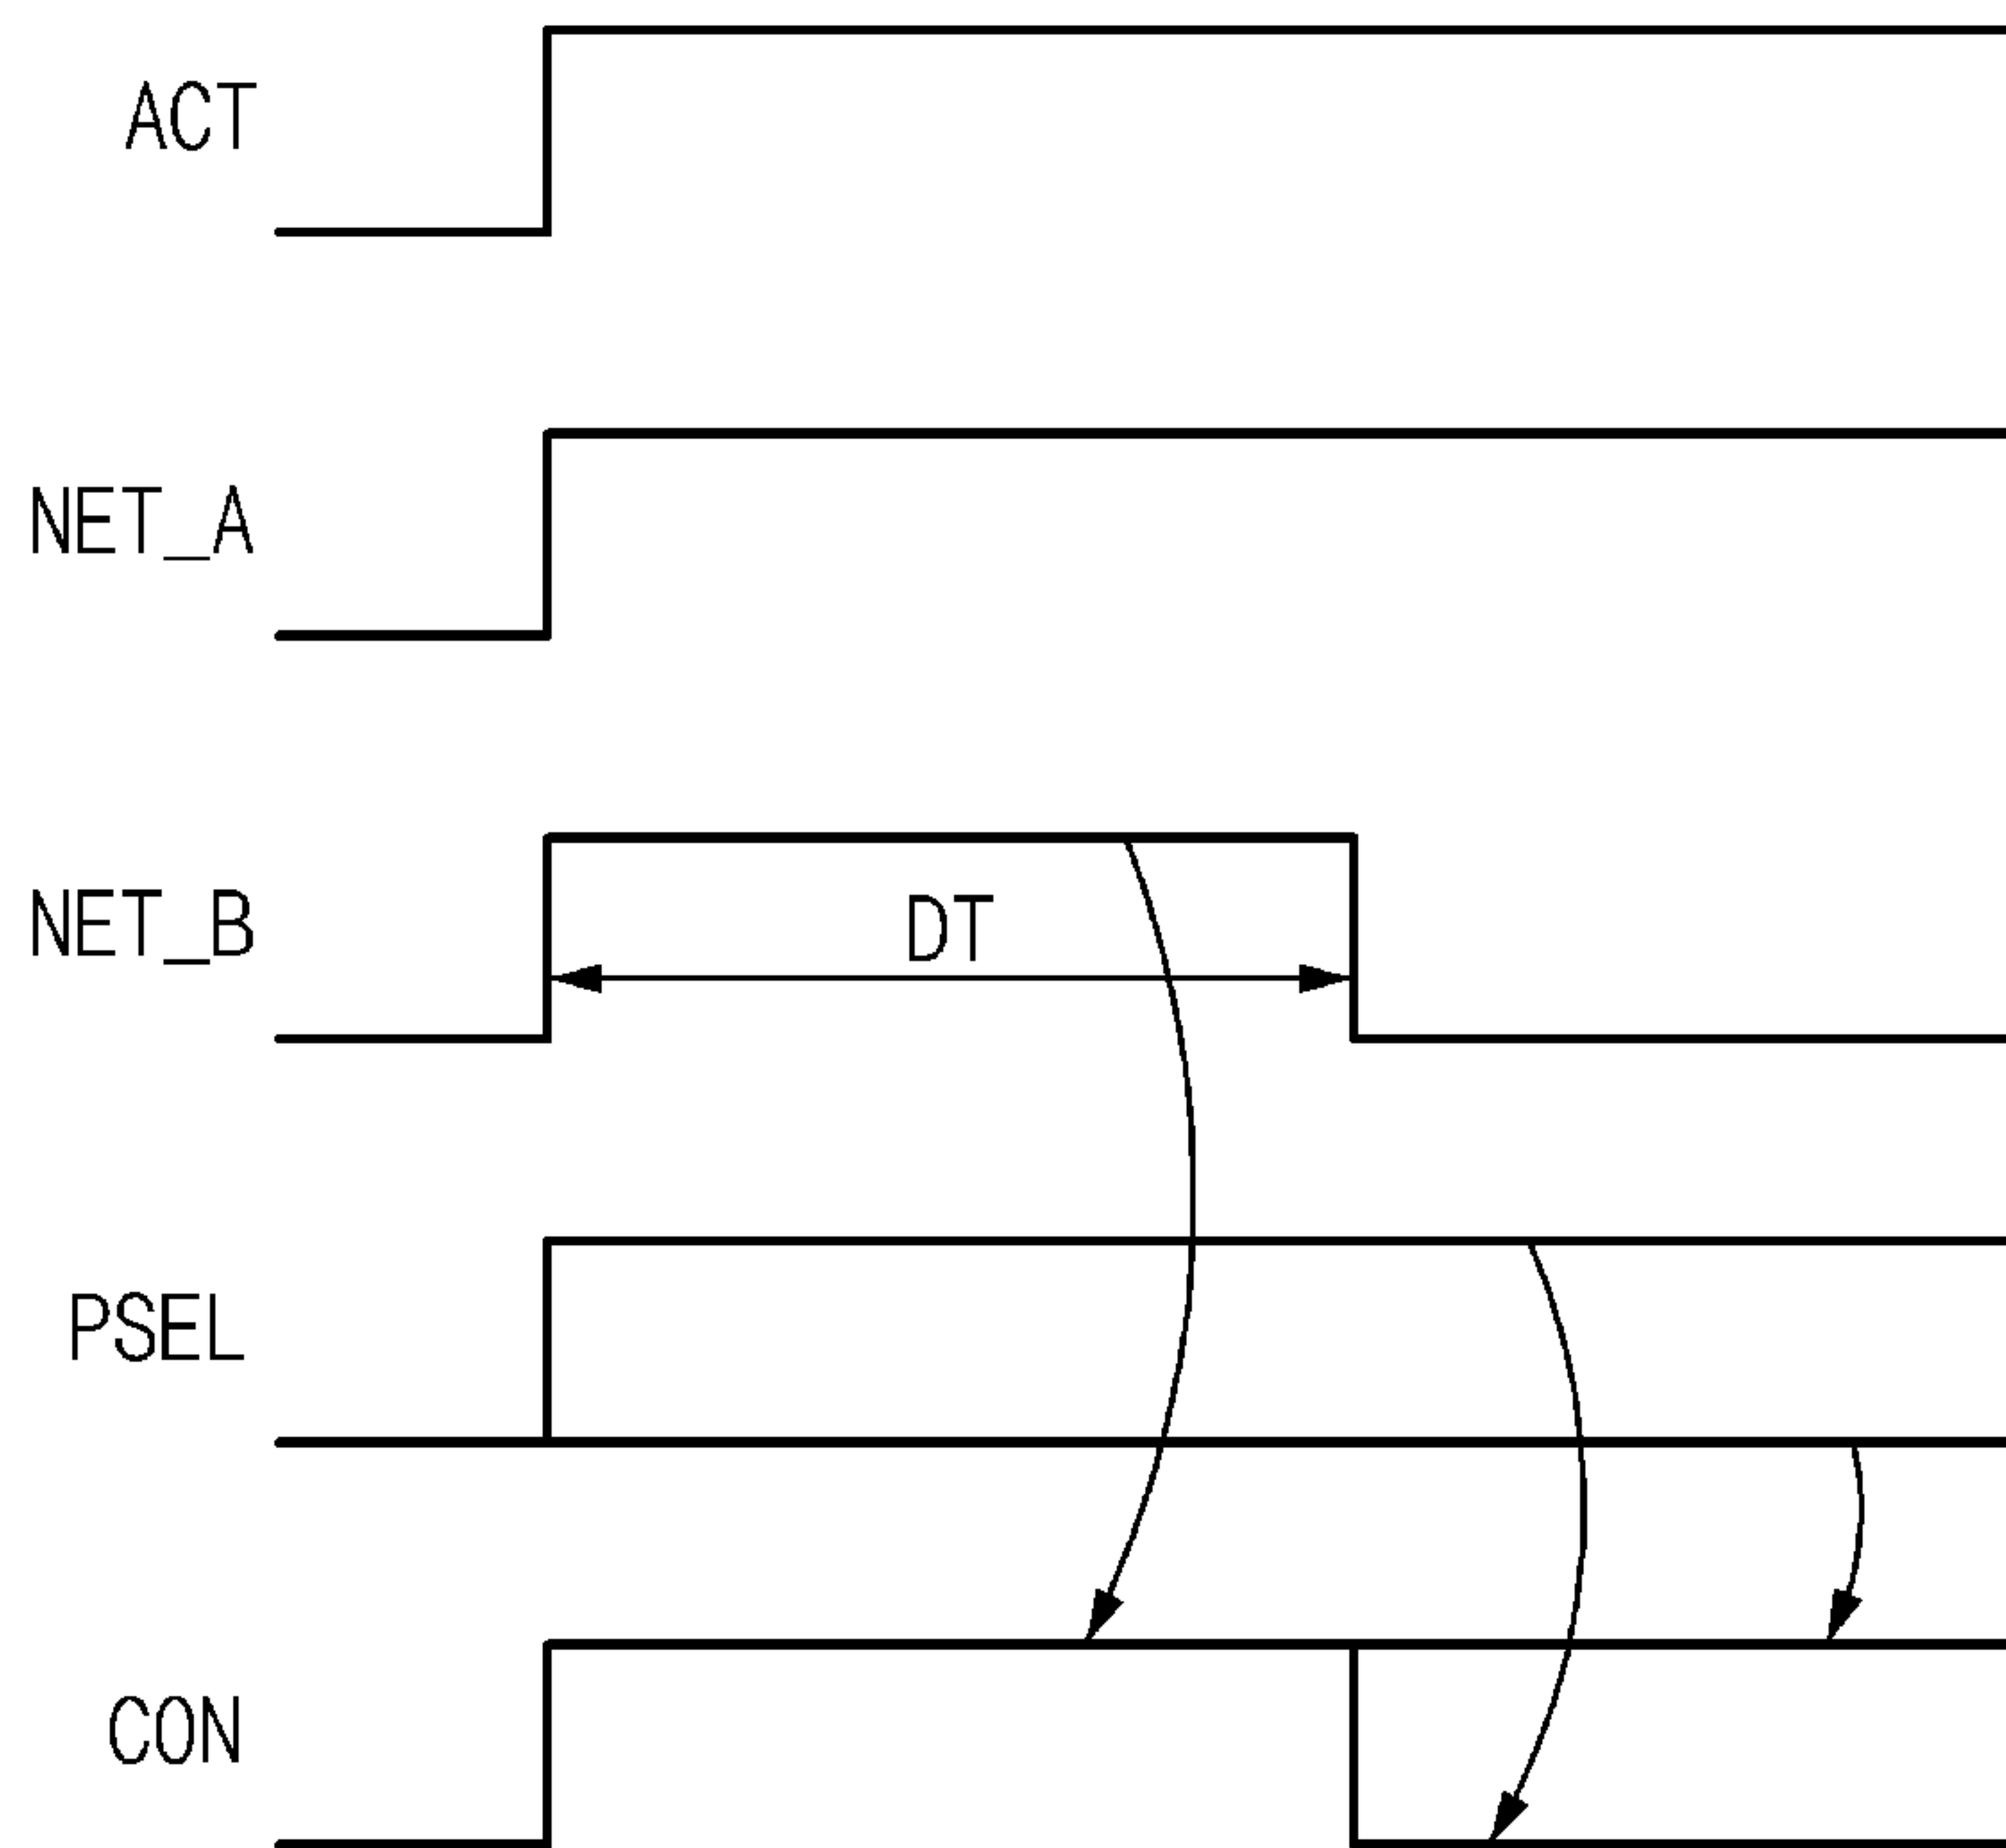 ACT
NET_A
NET_B
DT
PSEL
CON